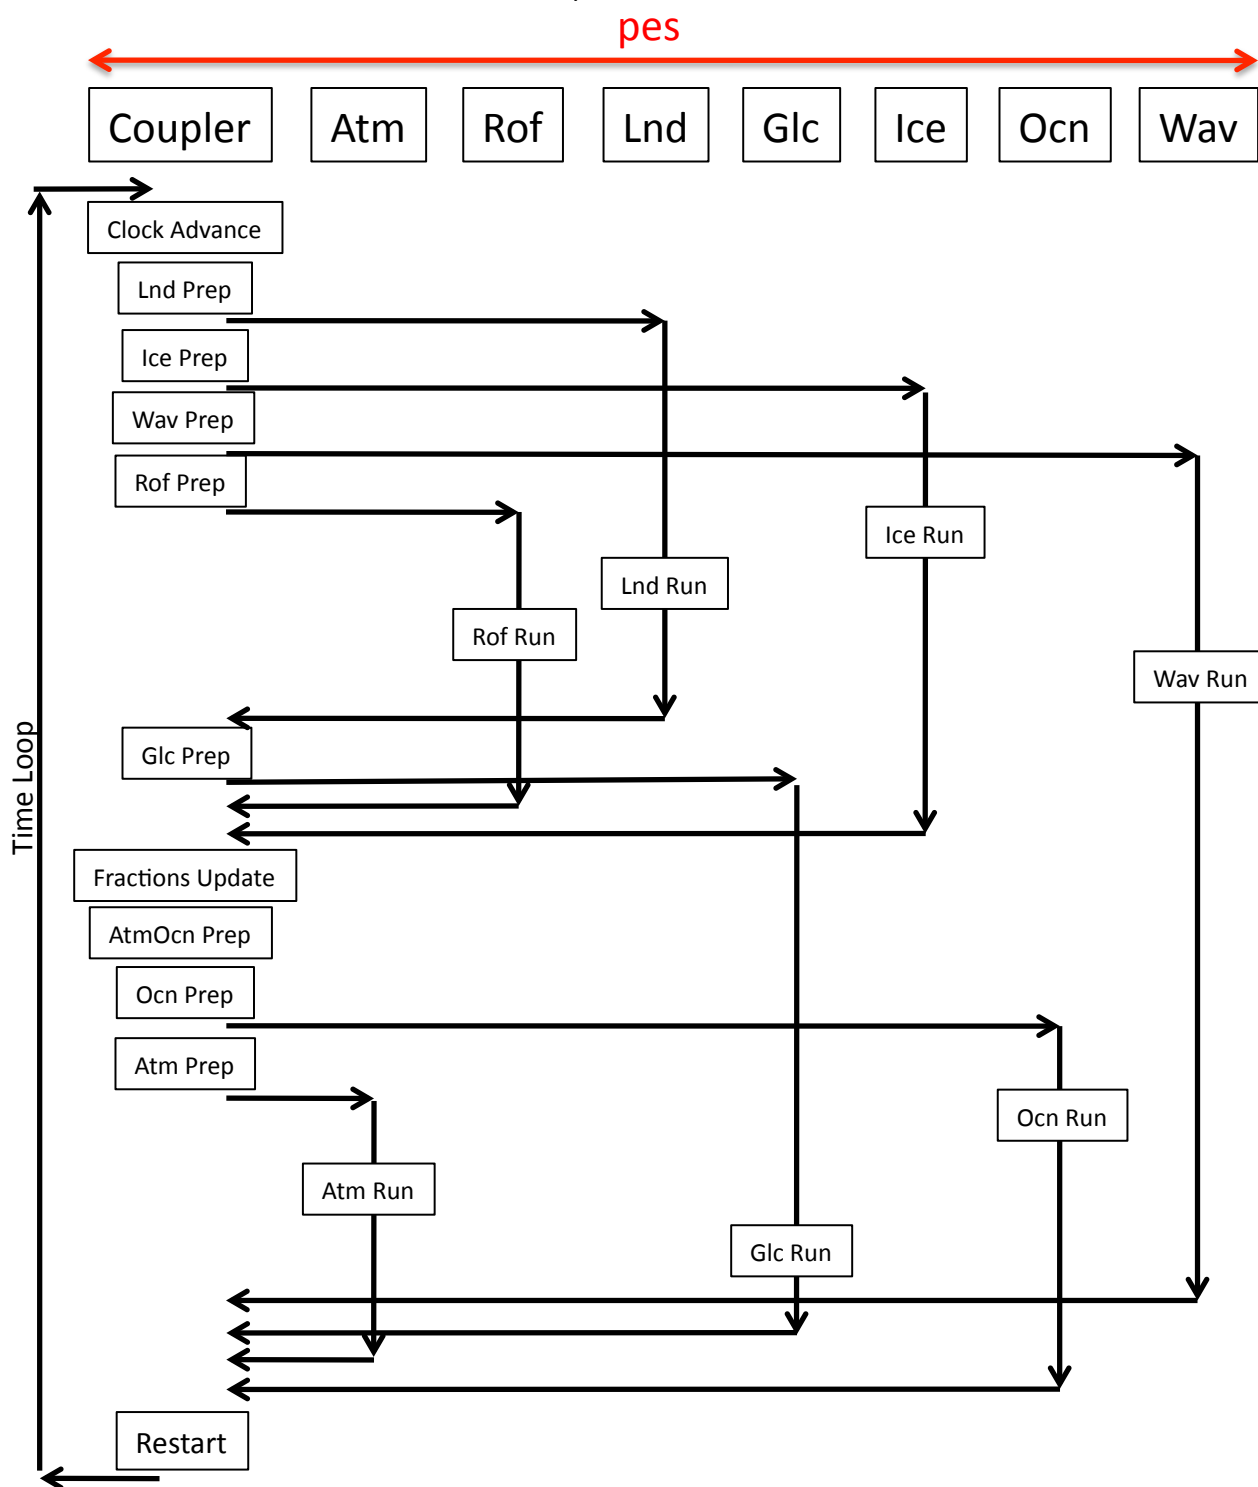 pes
Coupler
Atm
Rof
Lnd
Glc
Ice
Ocn
Wav
Clock Advance
Lnd Prep
Ice Prep
Wav Prep
Rof Prep
Ice Run
Lnd Run
Rof Run
Wav Run
Glc Prep
Time Loop
Fractions Update
AtmOcn Prep
Ocn Prep
Atm Prep
Ocn Run
Atm Run
Glc Run
Restart